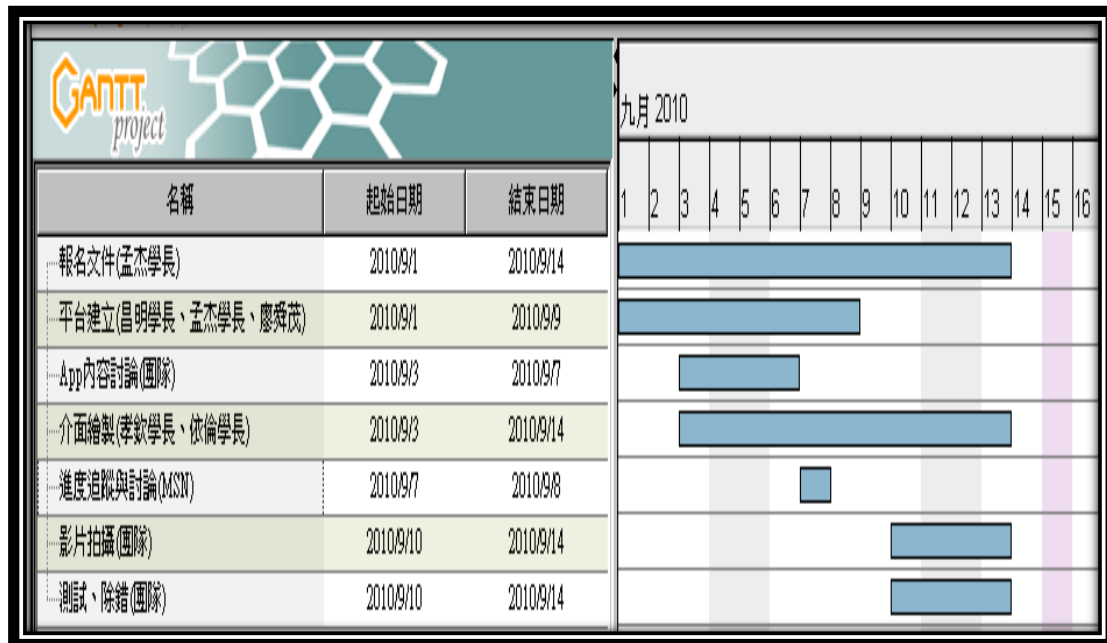 GANTT
project
九月 2010
名稱 起始日期 結束日期 1 2 3 4 5 6 7 8 9 10 11 12 13 14 15 16
報名文件(孟杰學長) 2010/9/1 2010/9/14
平台建立(昌明學長、孟杰學長、廖舜茂) 2010/9/1 2010/9/9
App內容討論(團隊) 2010/9/3 2010/9/7
介面繪製(孝欽學長、依倫學長) 2010/9/3 2010/9/14
進度追蹤與討論(MSN) 2010/9/7 2010/9/8
影片拍攝(團隊) 2010/9/10 2010/9/14
測試、除錯(團隊) 2010/9/10 2010/9/14